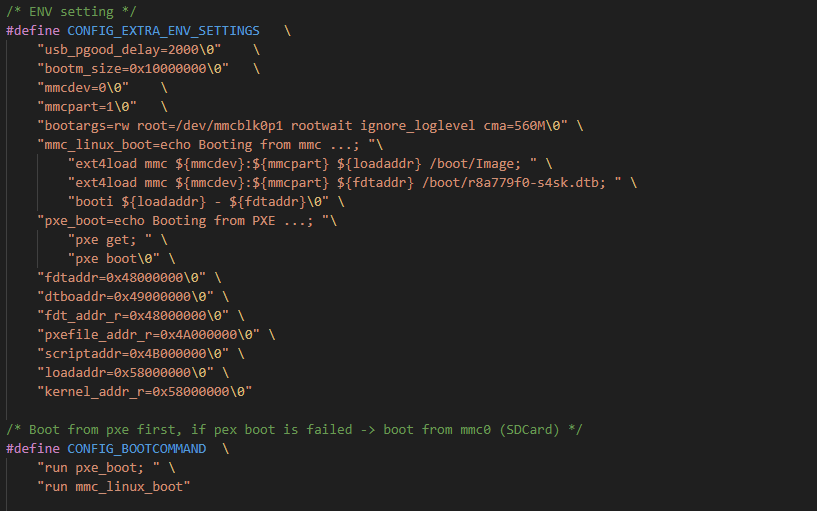 /* ENV setting */
#define CONFIG_EXTRA_ENV_SETTINGS   \
    "usb_pgood_delay=2000\0"    \
    "bootm_size=0x10000000\0"   \
    "mmcdev=0\0"    \
    "mmcpart=1\0"   \
    "bootargs=rw root=/dev/mmcblk0p1 rootwait ignore_loglevel cma=560M\0" \
    "mmc_linux_boot=echo Booting from mmc ...; "\
        "ext4load mmc ${mmcdev}:${mmcpart} ${loadaddr} /boot/Image; " \
        "ext4load mmc ${mmcdev}:${mmcpart} ${fdtaddr} /boot/r8a779f0-s4sk.dtb; " \
        "booti ${loadaddr} - ${fdtaddr}\0" \
    "pxe_boot=echo Booting from PXE ...; "\
        "pxe get; " \
        "pxe boot\0" \
    "fdtaddr=0x48000000\0" \
    "dtboaddr=0x49000000\0" \
    "fdt_addr_r=0x48000000\0" \
    "pxefile_addr_r=0x4A000000\0" \
    "scriptaddr=0x4B000000\0" \
    "loadaddr=0x58000000\0" \
    "kernel_addr_r=0x58000000\0"
/* Boot from pxe first, if pex boot is failed -> boot from mmc0 (SDCard) */
#define CONFIG_BOOTCOMMAND  \
    "run pxe_boot; " \
    "run mmc_linux_boot"